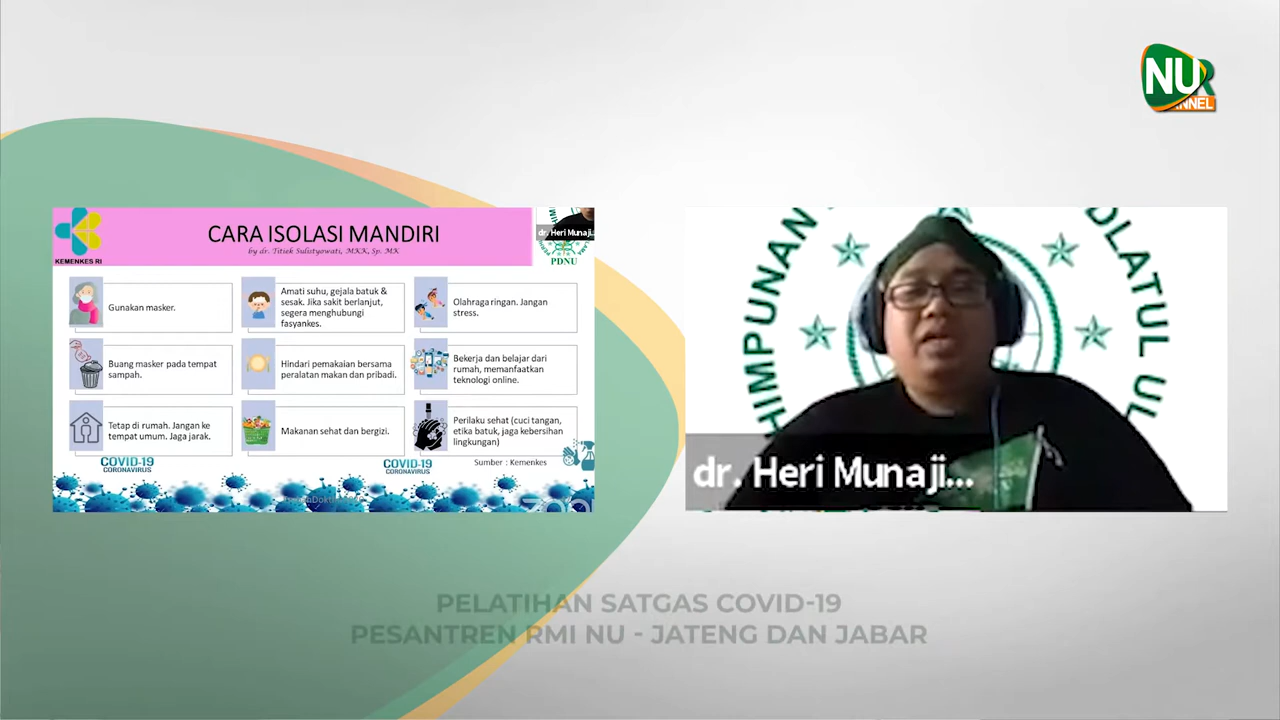 NU
CHANNEL
CARA ISOLASI MANDIRI
by dr. Titiek Sulistyowati, MKK, Sp. MK
KEMENKES RI
dr. Heri Munaji..
PDNU
Gunakan masker.
Amati suhu, gejala batuk &
sesak. Jika sakit berlanjut,
segera menghubungi
fasyankes.
Olahraga ringan. Jangan
stress.
Buang masker pada tempat
sampah.
Hindari pemakaian bersama
peralatan makan dan pribadi.
Bekerja dan belajar dari
rumah, memanfaatkan
teknologi online.
Tetap di rumah. Jangan ke
tempat umum. Jaga jarak.
Makanan sehat dan bergizi.
Perilaku sehat (cuci tangan,
etika batuk, jaga kebersihan
lingkungan)
COVID-19
CORONAVIRUS
COVID-19
CORONAVIRUS
Sumber : Kemenkes
zoom
HIMPUNAN
DLATUL UL
dr. Heri Munaji...
PELATIHAN SATGAS COVID-19
PESANTREN RMI NU - JATENG DAN JABAR